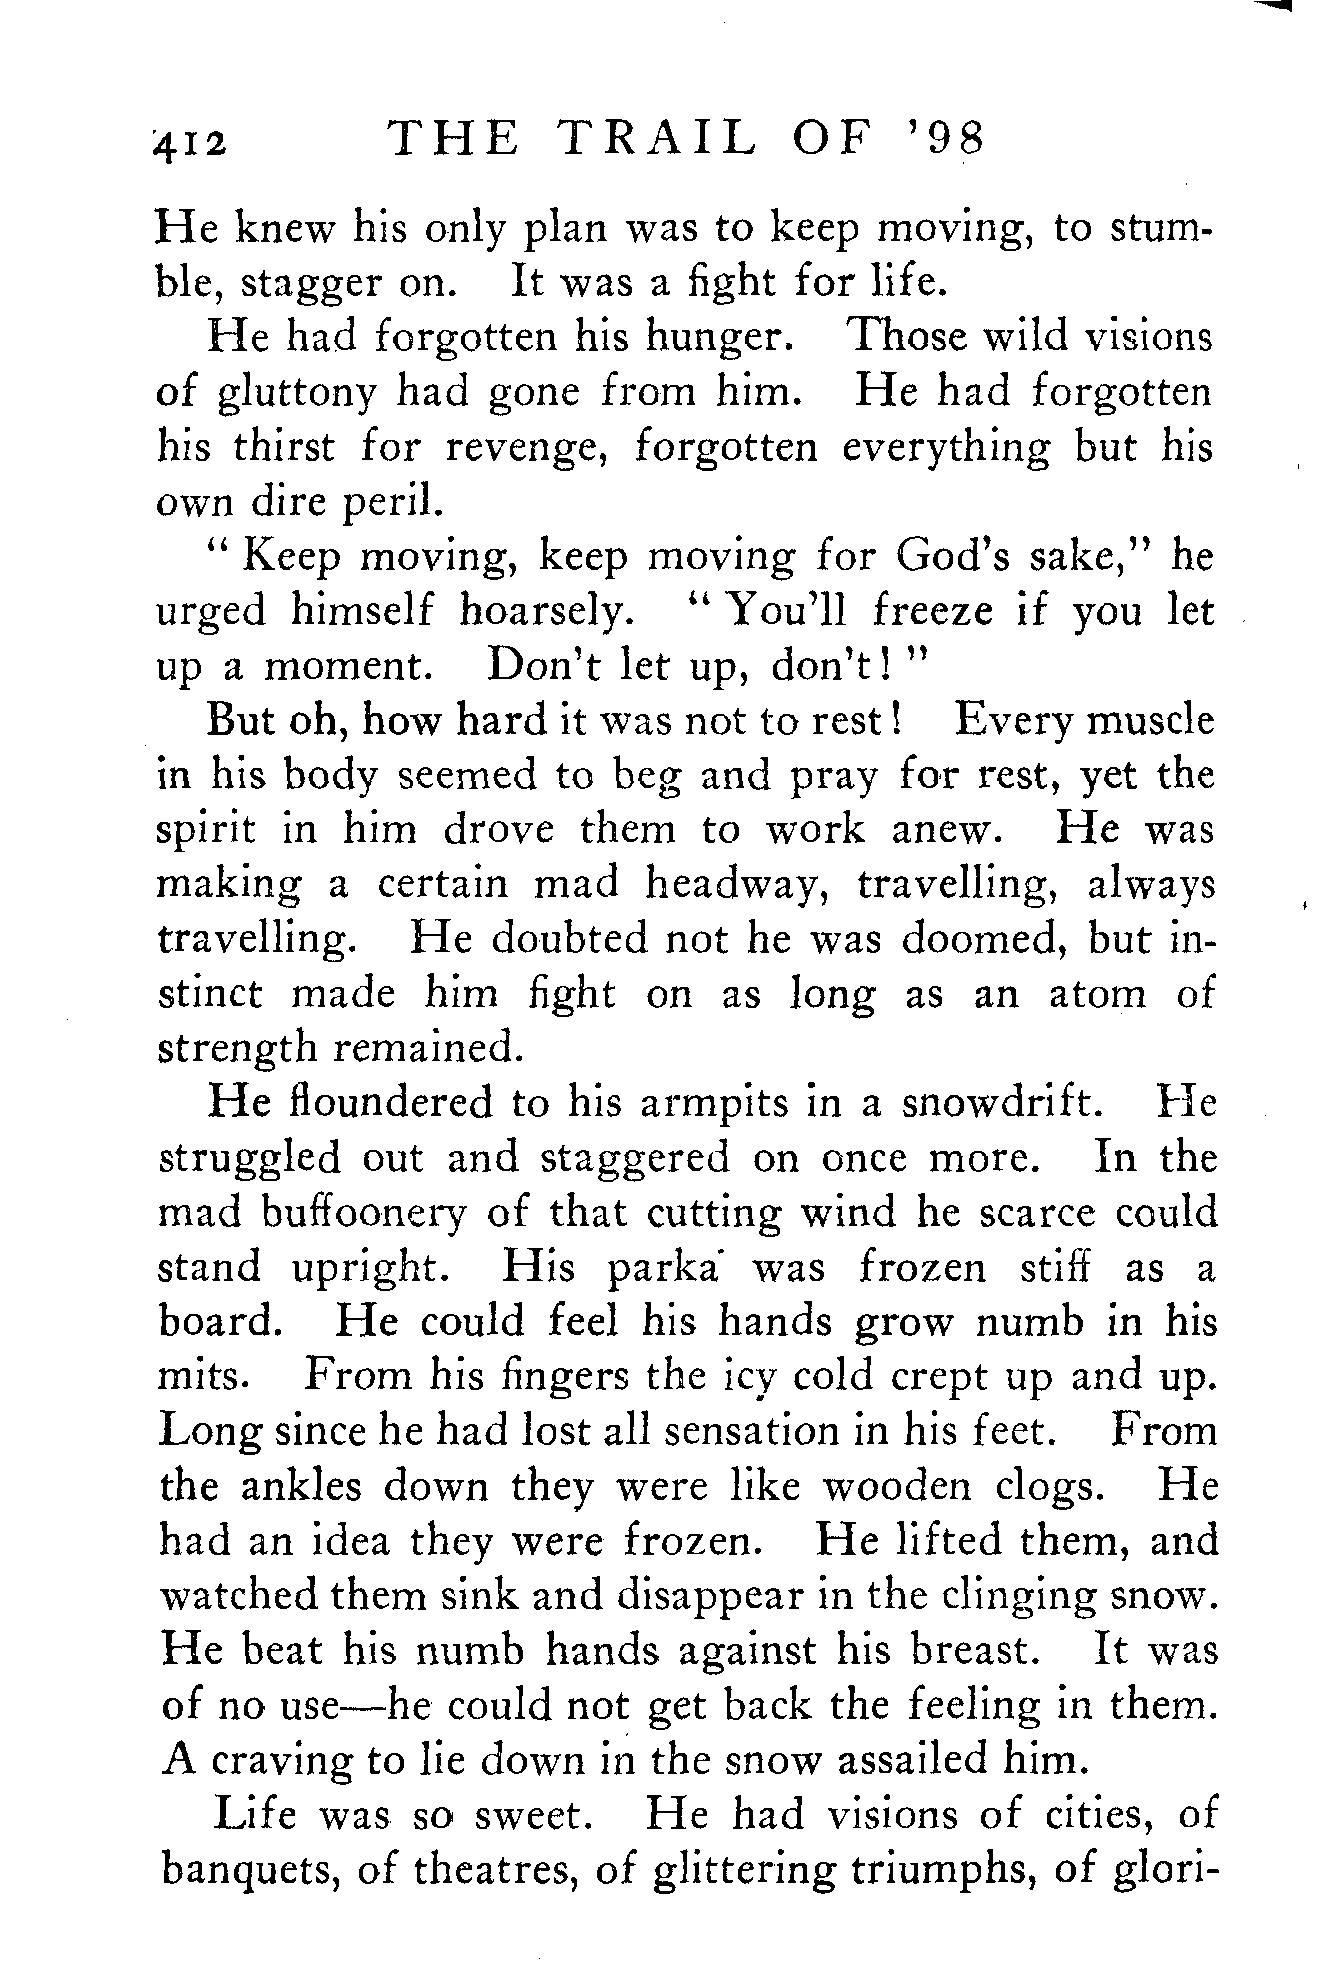 412 THE TRAIL OF '98
He knew his only plan was to keep moving, to stum-
ble, stagger on. It was a fight for life.
He had forgotten his hunger. Those wild visions
of gluttony had gone from him. He had forgotten
his thirst for revenge, forgotten everything but his
own dire peril.
" Keep moving, keep moving for God's sake," he
urged himself hoarsely. " You'll freeze if you let
up a moment. Don't let up, don't! "
But oh, how hard it was not to rest! Every muscle
in his body seemed to beg and pray for rest, yet the
spirit in him drove them to work anew. He was
making a certain mad headway, travelling, always
travelling. He doubted not he was doomed, but in-
stinct made him fight on as long as an atom of
strength remained.
He floundered to his armpits in a snowdrift. He
struggled out and staggered on once more. In the
mad buffoonery of that cutting wind he scarce could
stand upright. His parka was frozen stiff as a
board. He could feel his hands grow numb in his
mits. From his fingers the icy cold crept up and up.
Long since he had lost all sensation in his feet. From
the ankles down they were like wooden clogs. He
had an idea they were frozen. He lifted them, and
watched them sink and disappear in the clinging snow.
He beat his numb hands against his breast. It was
of no use—he could not get back the feeling in them.
A craving to lie down in the snow assailed him.
Life was so sweet. He had visions of cities, of
banquets, of theatres, of glittering triumphs, of glori-